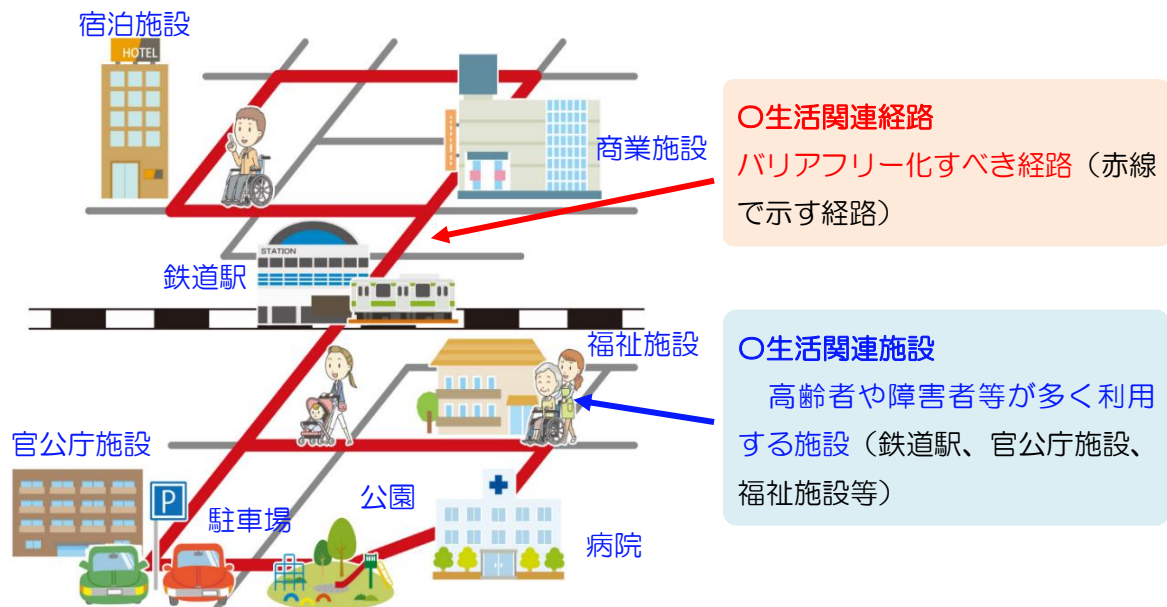 宿泊施設
HOTEL
商業施設
STATION
鉄道駅
福祉施設
官公庁施設
P
駐車場
公園
病院
〇生活関連経路
バリアフリー化すべき経路（赤線
で示す経路）
〇生活関連施設
高齢者や障害者等が多く利用
する施設（鉄道駅、官公庁施設、
福祉施設等）